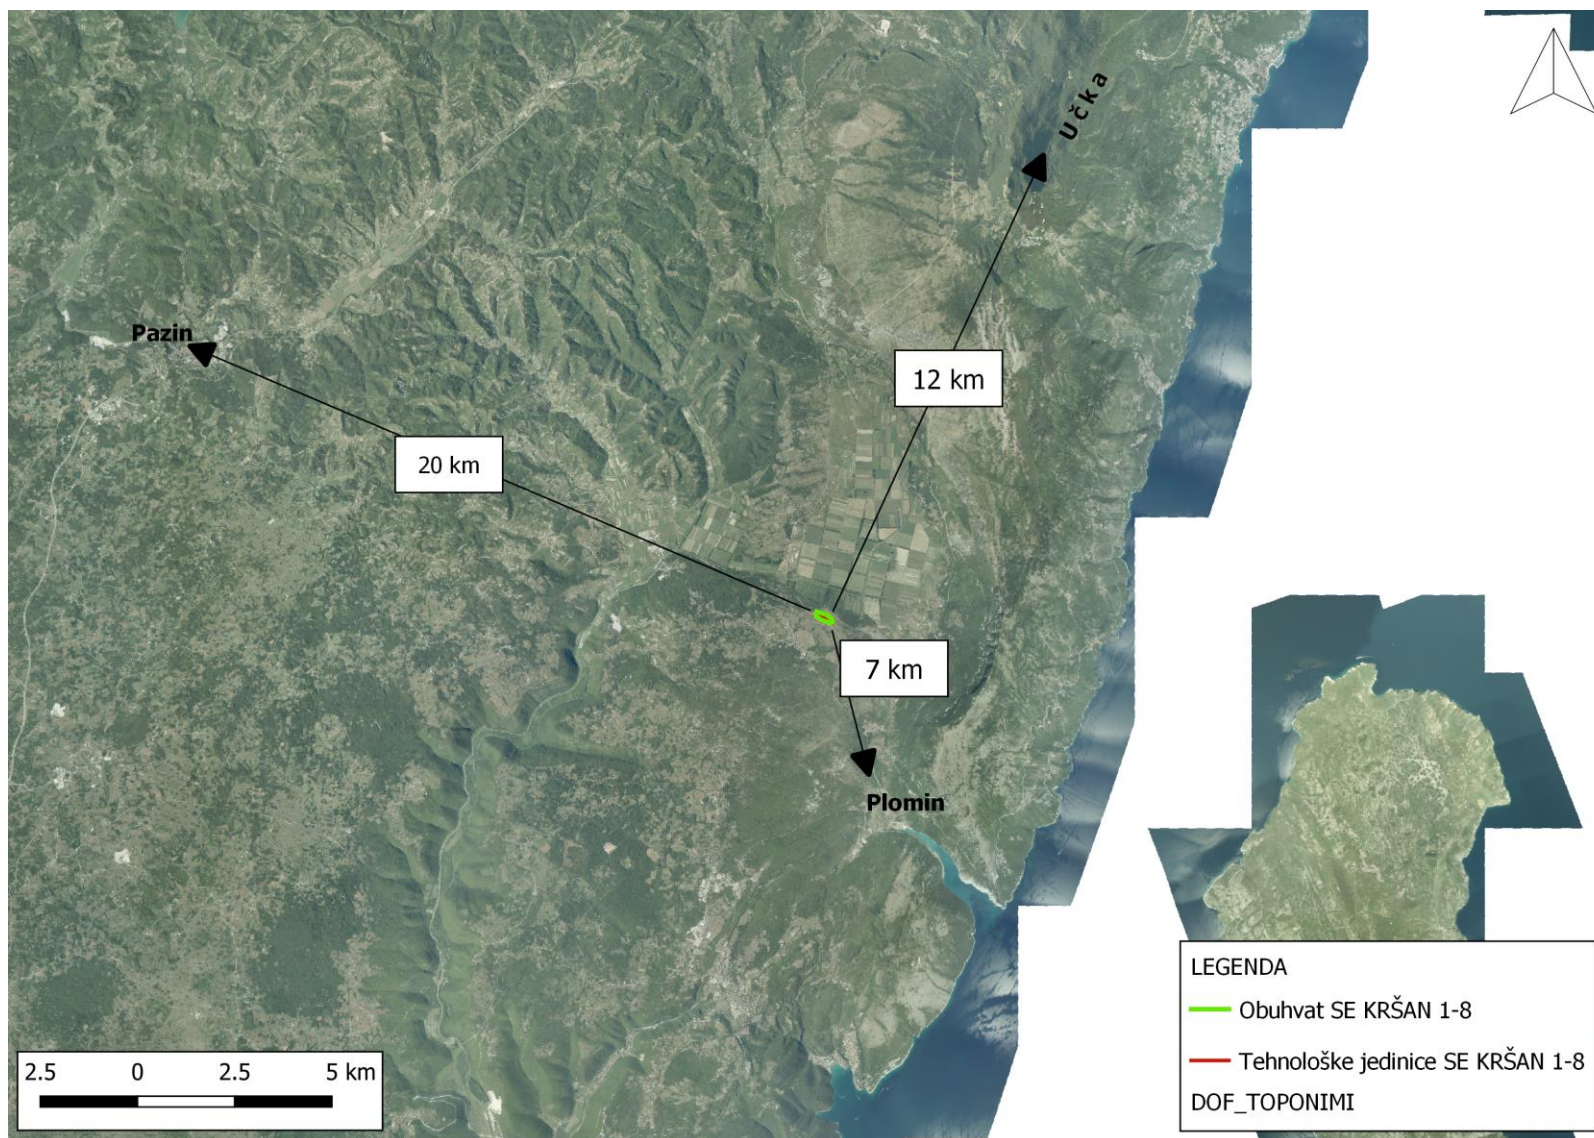 Učka
Pazin
12 km
20 km
7 km
Plomin
LEGENDA
Obuhvat SE KRŠAN 1-8
Tehnološke jedinice SE KRŠAN 1-8
DOF_TOPONIMI
2.5 0 2.5 5 km